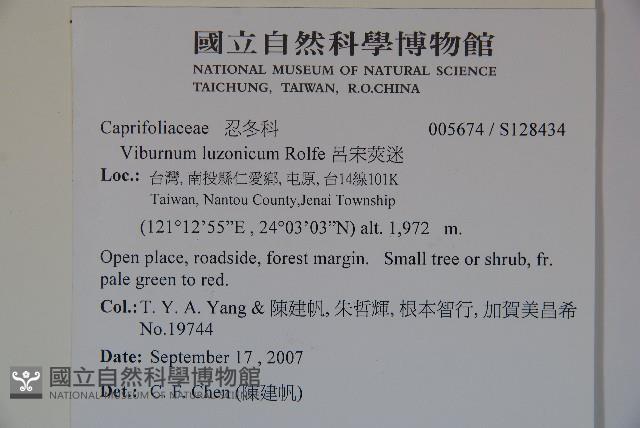 國立自然科學博物館
NATIONAL MUSEUM OF NATURAL SCIENCE
TAICHUNG, TAIWAN, R.O.CHINA
Caprifoliaceae 忍冬科 005674 / S128434
Viburnum luzonicum Rolfe 呂宋莢迷
Loc.: 台灣, 南投縣仁愛鄉, 屯原, 台14線101K
Taiwan, Nantou County,Jenai Township
(121°12'55”E , 24°03'03”N) alt. 1,972 m.
Open place, roadside, forest margin. Small tree or shrub, fr.
pale green to red.
Col.: T. Y. A. Yang & 陳建帆, 朱哲輝, 根本智行, 加賀美昌希
No.19744
Date: September 17 , 2007
國立自然科學博物館
Det.: C. F. Chen (陳建帆)
NATIONAL MUSEUM OF NATURAL SCIENCE